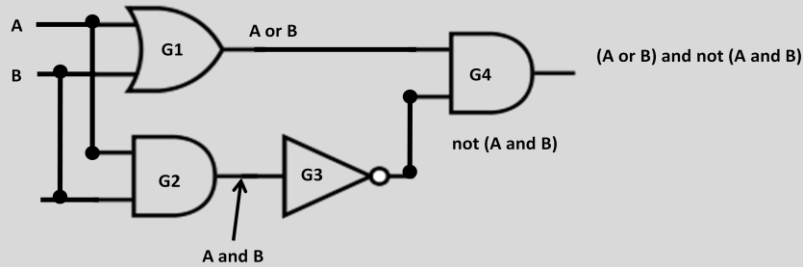 A
A or B
G1
B
(A or B) and not (A and B)
G4
not (A and B)
G2
G3
A and B